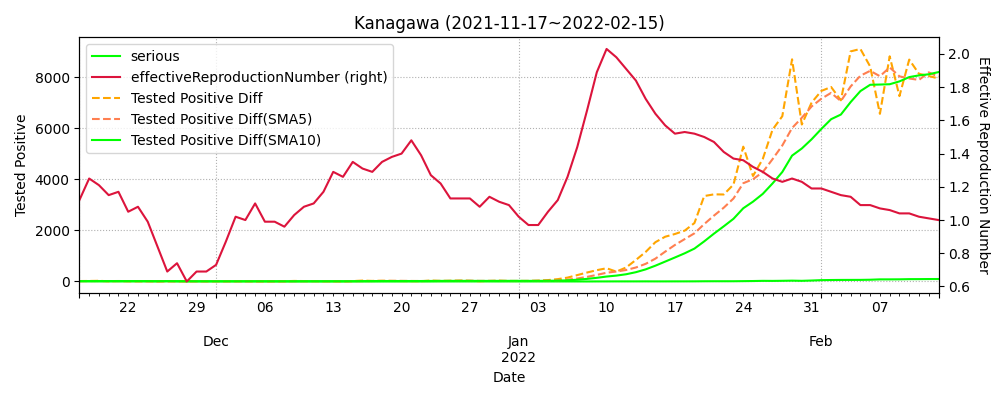 Kanagawa (2021-11-17~2022-02-15)
serious
effectiveReproductionNumber (right)
Tested Positive Diff
Tested Positive Diff(SMA5)
Tested Positive Diff(SMA10)
Tested Positive
8000
6000
4000
2000
0
2.0
1.8
1.6
1.4
1.2
1.0
0.8
0.6
Effective Reproduction Number
22 29 06 13 20 27 03 10 17 24 31 07
Dec Jan Feb
2022
Date